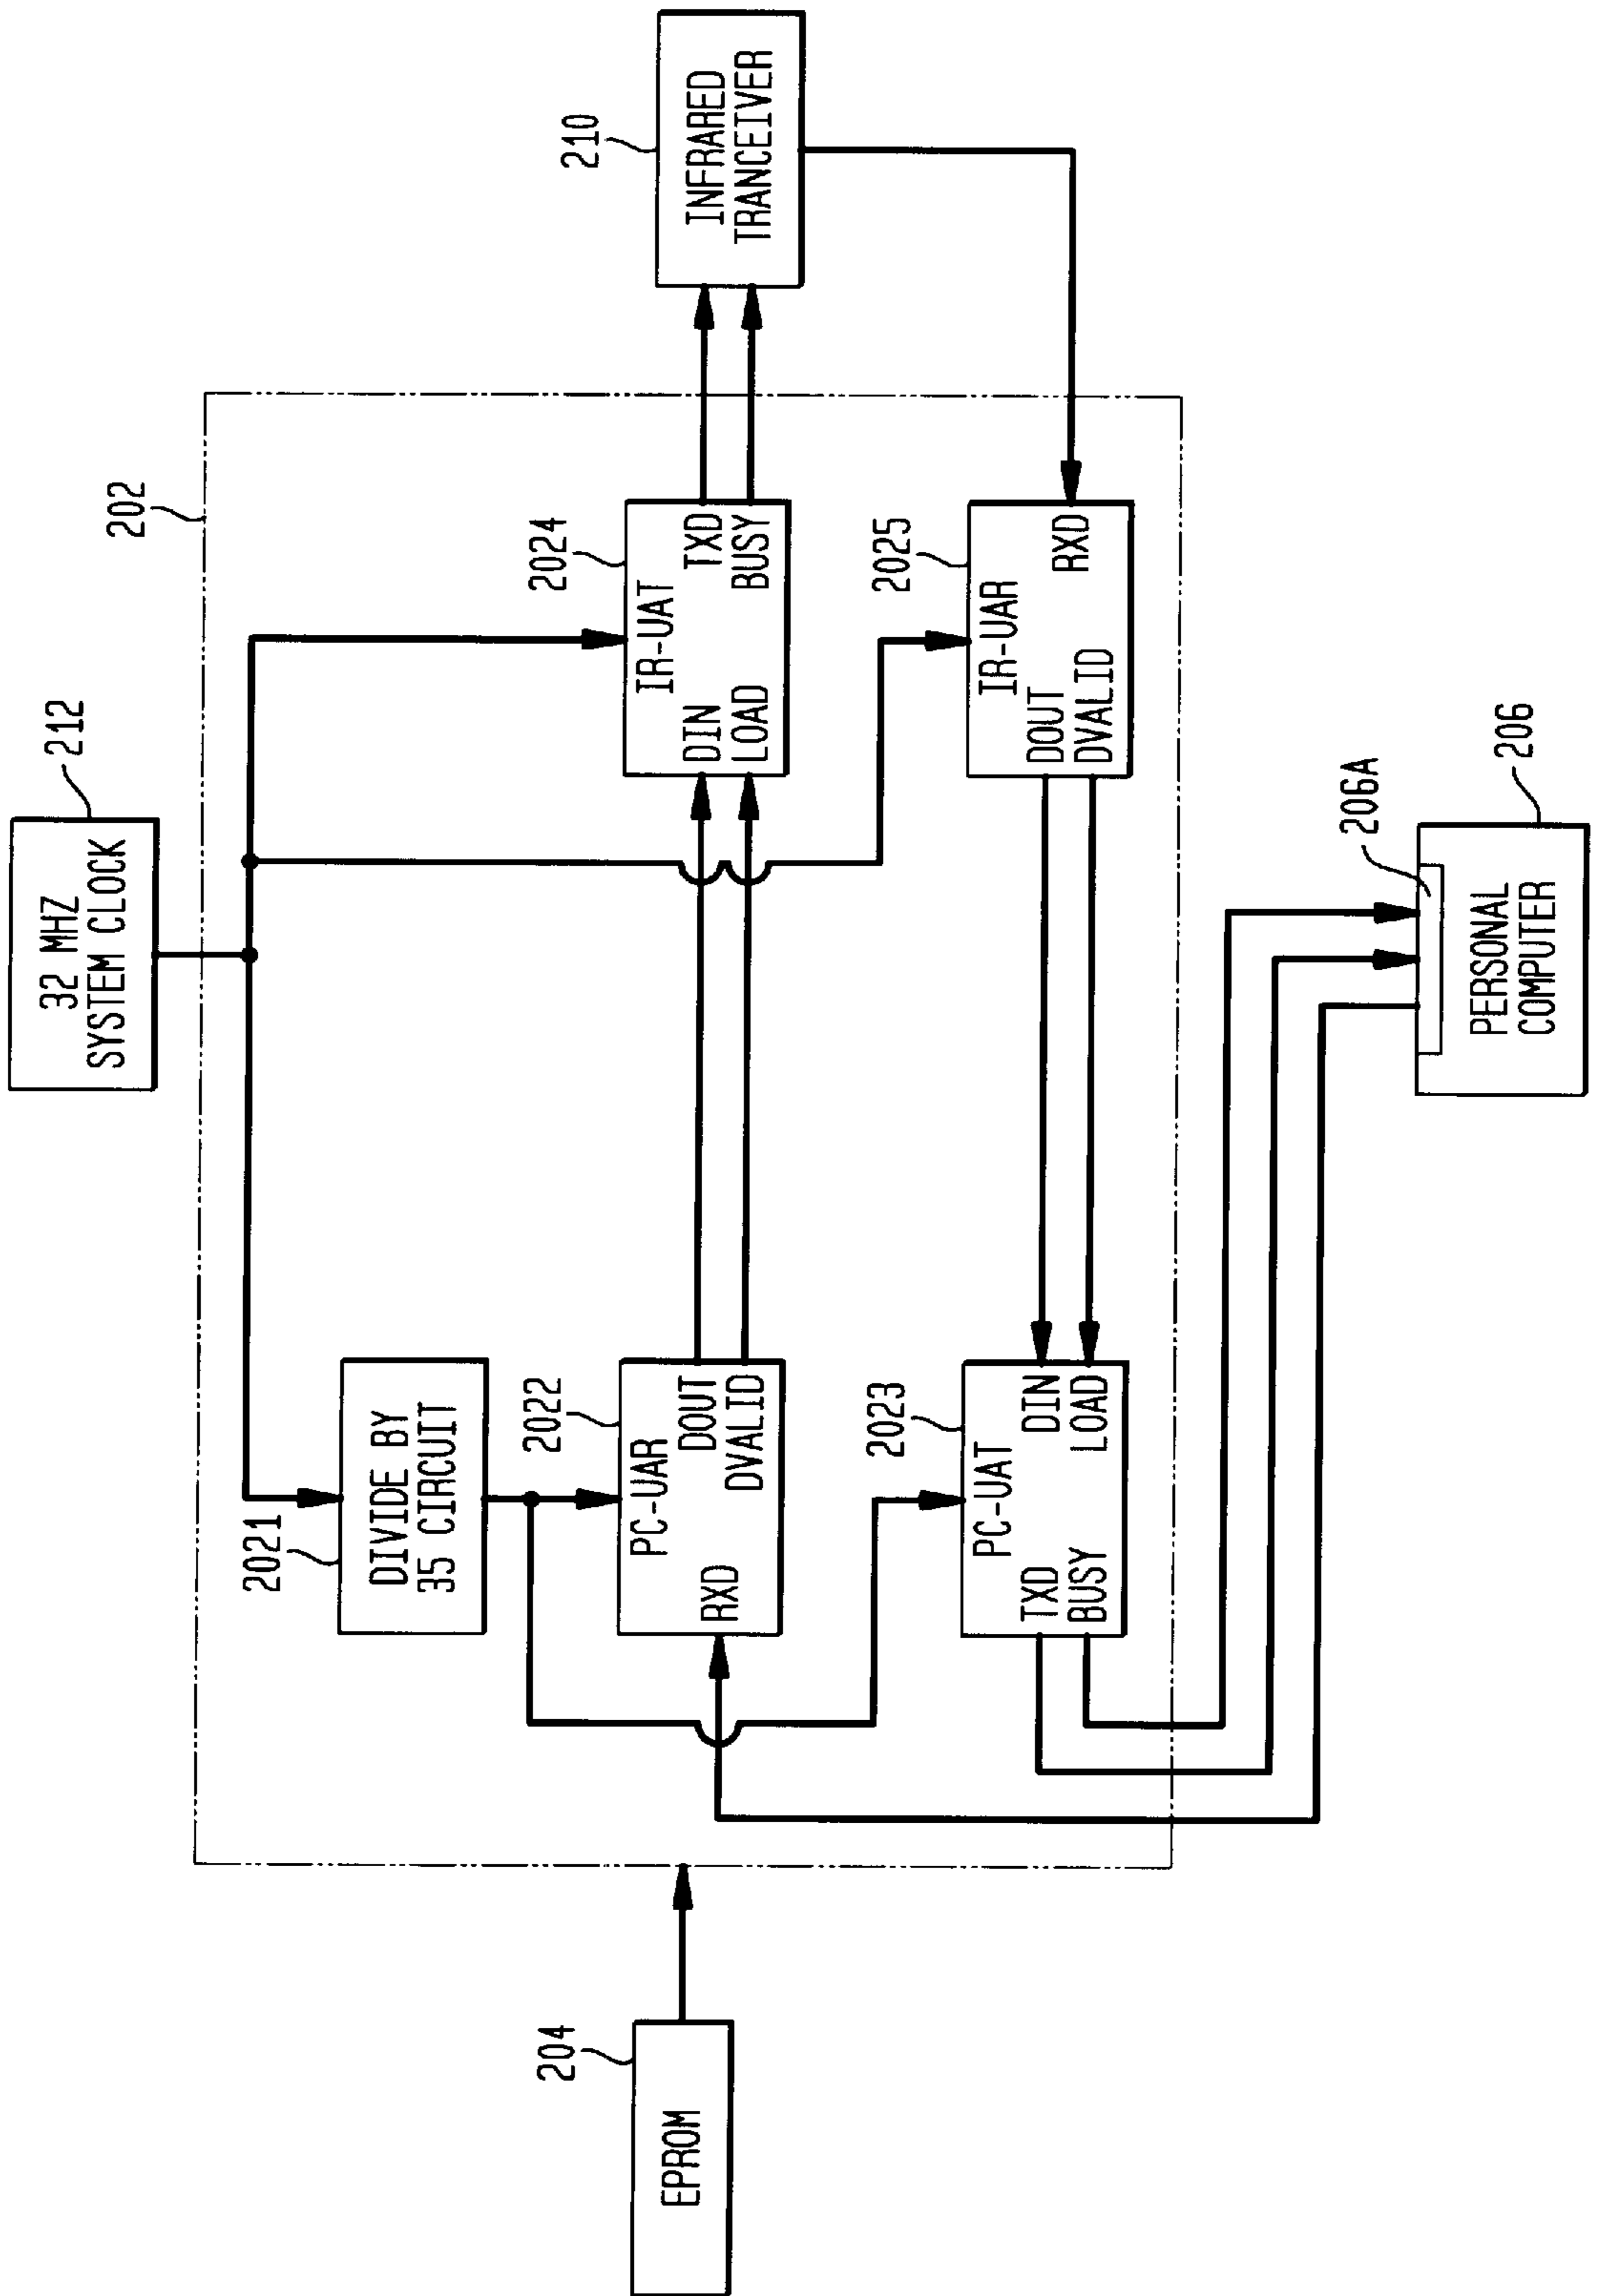 32 MHZ
SYSTEM CLOCK
212
202
2021
DIVIDE BY
35 CIRCUIT
2022
PC-UAR
RXD
DOUT
DVALID
2024
IR-UAT
DIN
LOAD
TXD
BUSY
210
INFRARED
TRANCEIVER
204
EPROM
2023
PC-UAT
TXD
BUSY
DIN
LOAD
2025
IR-UAR
DOUT
DVALID
RXD
206A
206
PERSONAL
COMPUTER